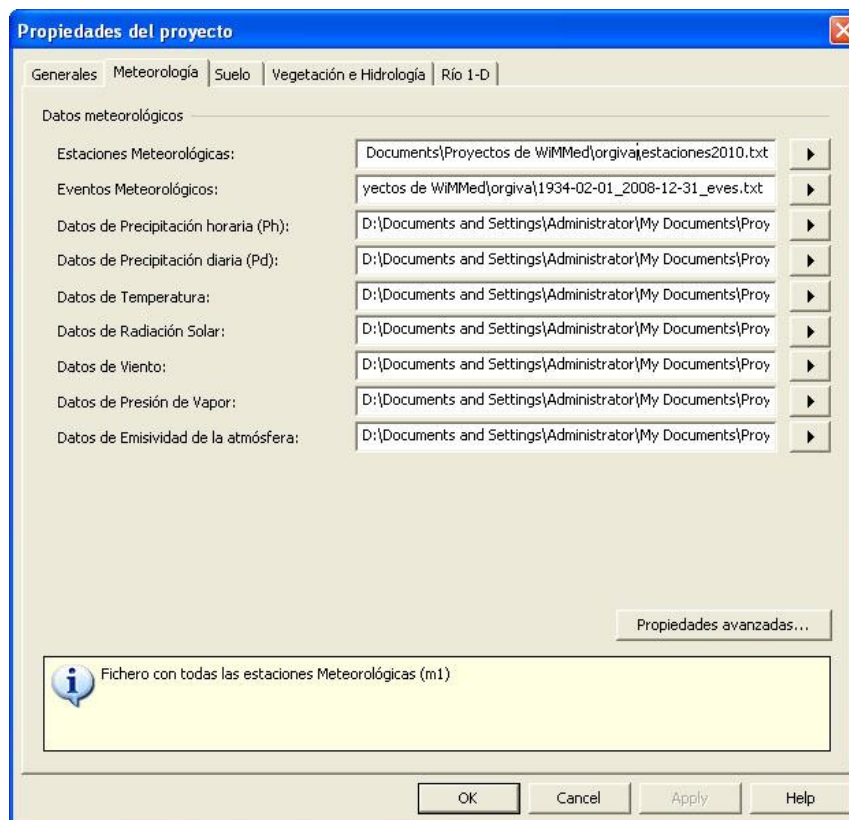 Propiedades del proyecto
Generales Meteorología Suelo Vegetación e Hidrología Río 1-D
Datos meteorológicos
Estaciones Meteorológicas: Documents\Proyectos de WiMMed\orgiva\estaciones2010.txt
Eventos Meteorológicos: yectos de WiMMed\orgiva\1934-02-01_2008-12-31_eves.txt
Datos de Precipitación horaria (Ph): D:\Documents and Settings\Administrator\My Documents\Proy
Datos de Precipitación diaria (Pd): D:\Documents and Settings\Administrator\My Documents\Proy
Datos de Temperatura: D:\Documents and Settings\Administrator\My Documents\Proy
Datos de Radiación Solar: D:\Documents and Settings\Administrator\My Documents\Proy
Datos de Viento: D:\Documents and Settings\Administrator\My Documents\Proy
Datos de Presión de Vapor: D:\Documents and Settings\Administrator\My Documents\Proy
Datos de Emisividad de la atmósfera: D:\Documents and Settings\Administrator\My Documents\Proy
Propiedades avanzadas...
Fichero con todas las estaciones Meteorológicas (m1)
OK Cancel Apply Help